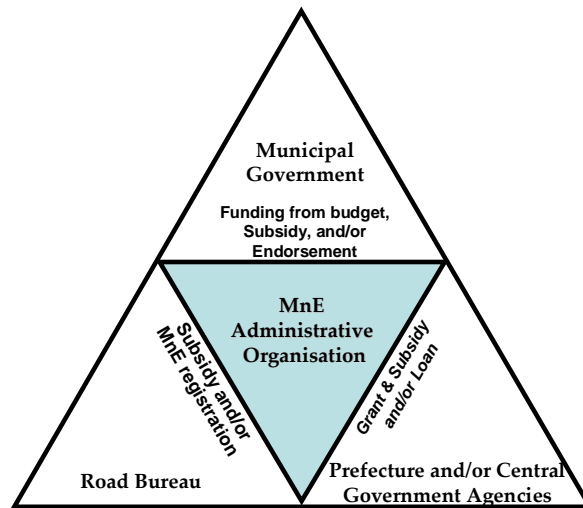 Municipal
Government
Funding from budget,
Subsidy, and/or
Endorsement
MnE
Administrative
Organisation
Subsidy and/or
MnE registration
Grant & Subsidy
and/or Loan
Road Bureau
Prefecture and/or Central
Government Agencies